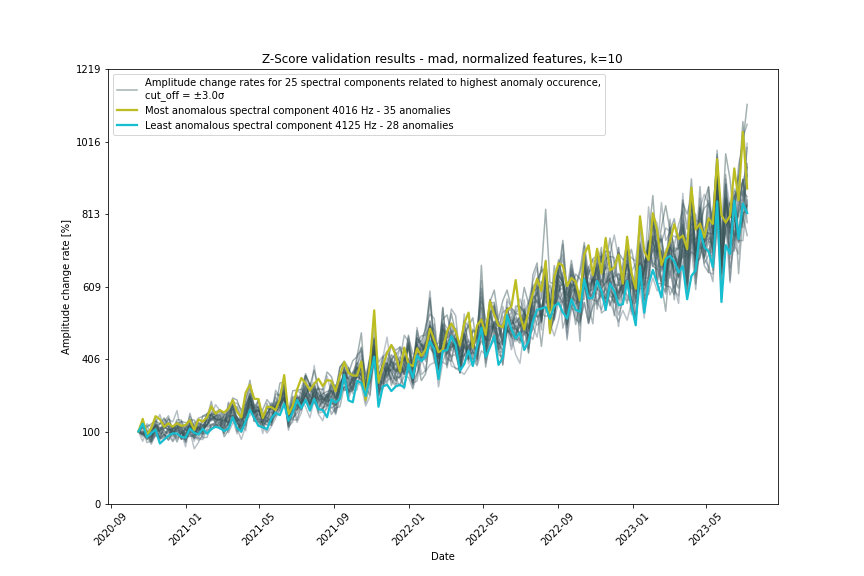 Z-Score validation results - mad, normalized features, k=10
1219
1016
813
609
406
100
0
Amplitude change rate [%]
Amplitude change rates for 25 spectral components related to highest anomaly occurence,
cut_off = ±3.0σ
Most anomalous spectral component 4016 Hz - 35 anomalies
Least anomalous spectral component 4125 Hz - 28 anomalies
2020-09
2021-01
2021-05
2021-09
2022-01
2022-05
2022-09
2023-01
2023-05
Date